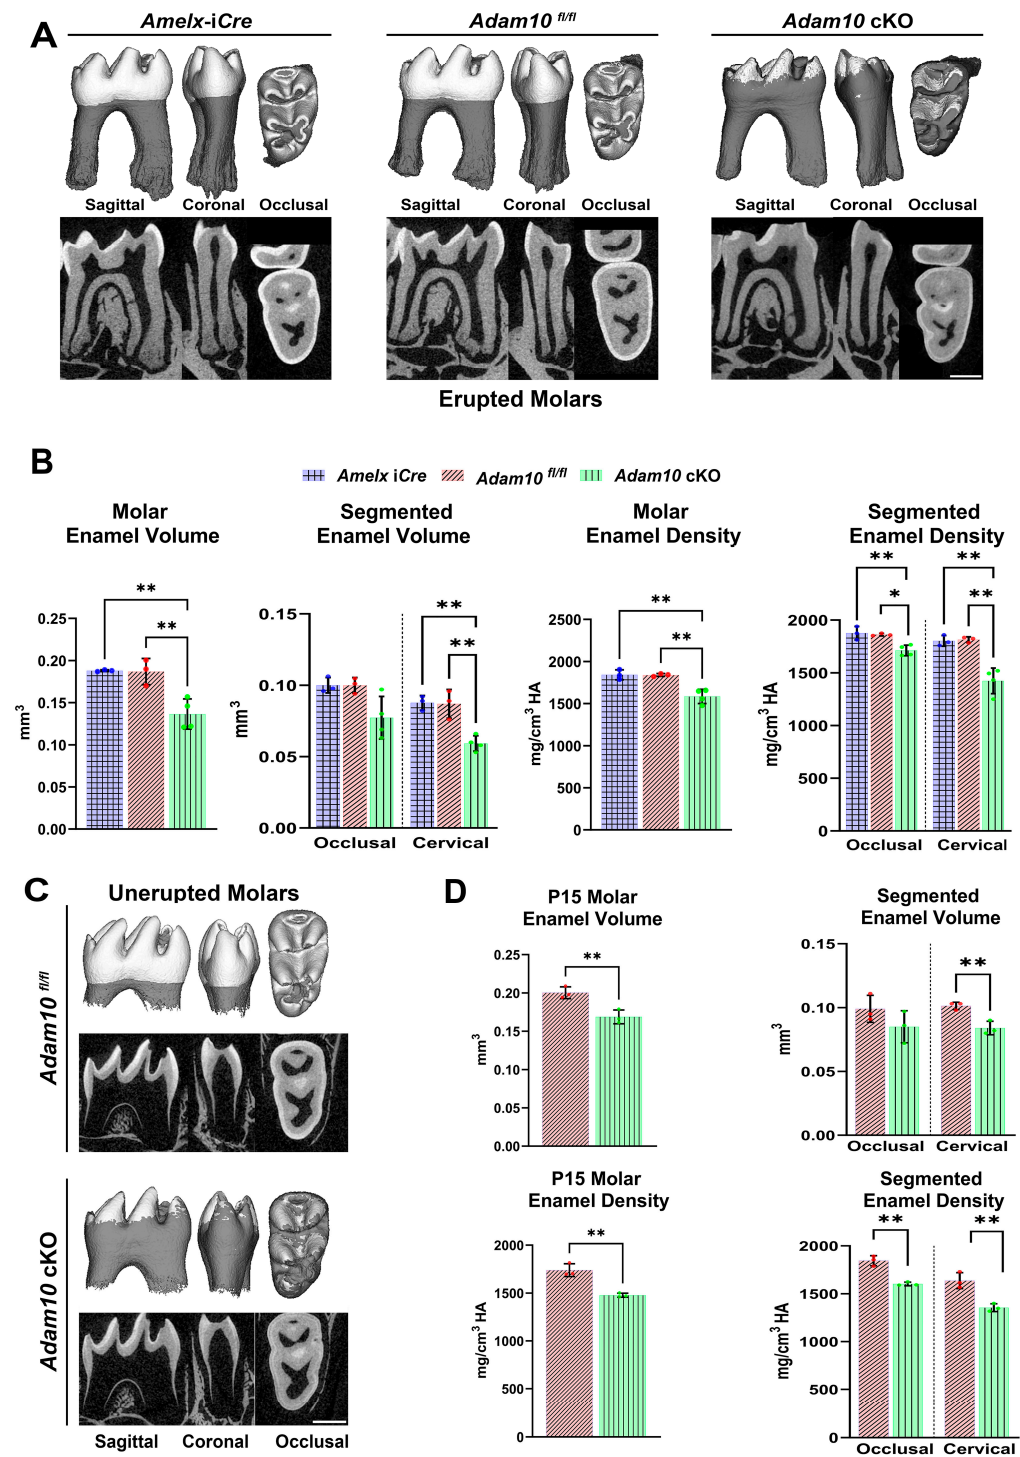 A
Amelx-iCre
Adam10 fl/fl
Adam10 cKO
Sagittal Coronal Occlusal
Sagittal Coronal Occlusal
Sagittal Coronal Occlusal
Erupted Molars
B
Amelx iCre
Adam10 fl/fl
Adam10 cKO
Molar
Enamel Volume
mm³
0.25
0.20
0.15
0.10
0.05
0.00
**
**
Segmented
Enamel Volume
mm³
0.15
0.10
0.05
0.00
**
**
Occlusal Cervical
Molar
Enamel Density
mg/cm³ HA
2500
2000
1500
1000
500
0
**
**
Segmented
Enamel Density
mg/cm³ HA
2000
1500
1000
500
0
** **
* **
Occlusal Cervical
C
Unerupted Molars
Adam10 fl/fl
Adam10 cKO
Sagittal Coronal Occlusal
D
P15 Molar
Enamel Volume
mm³
0.25
0.20
0.15
0.10
0.05
0.00
**
Segmented
Enamel Volume
mm³
0.15
0.10
0.05
0.00
**
Occlusal Cervical
P15 Molar
Enamel Density
mg/cm³ HA
2000
1500
1000
500
0
**
Segmented
Enamel Density
mg/cm³ HA
2000
1500
1000
500
0
** **
Occlusal Cervical